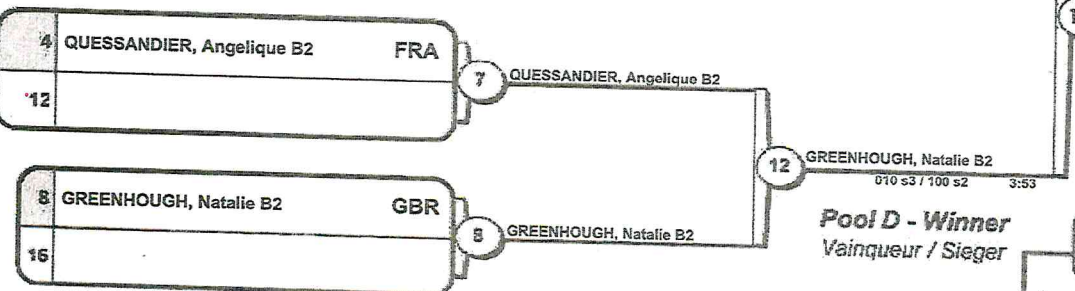 4 QUESSANDIER, Angelique B2 FRA
12
7 QUESSANDIER, Angelique B2
12 GREENHOUGH, Natalie B2
010 s3 / 100 s2 3:53
8 GREENHOUGH, Natalie B2 GBR
16
8 GREENHOUGH, Natalie B2
Pool D - Winner
Vainqueur / Sieger